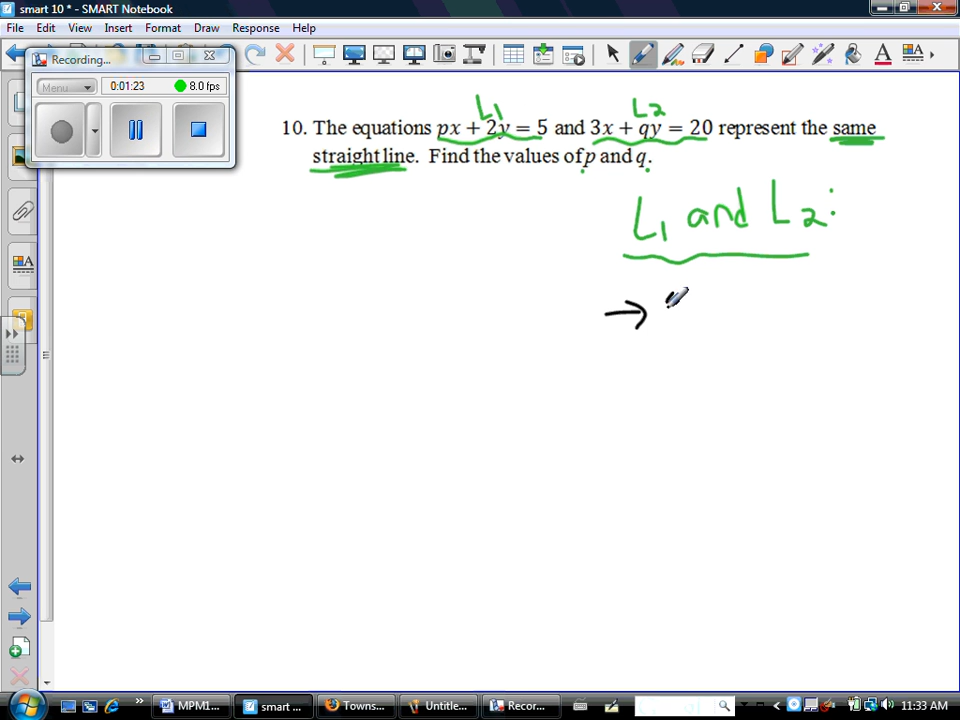 smart 10 * - SMART Notebook
File Edit View Insert Format Draw Response Help
Recording...
Menu 0:01:23 8.0 fps
L1 L2
10. The equations px + 2y = 5 and 3x + qy = 20 represent the same
straight line. Find the values of p and q.
L1 and L2:
→ "
MPM1... smart ... Towns... Untitle... Recor... 11:33 AM